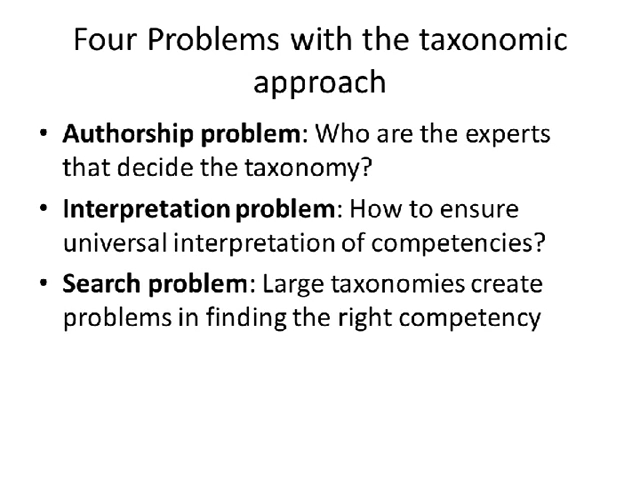 Four Problems with the taxonomic
approach
• Authorship problem: Who are the experts
that decide the taxonomy?
• Interpretation problem: How to ensure
universal interpretation of competencies?
• Search problem: Large taxonomies create
problems in finding the right competency